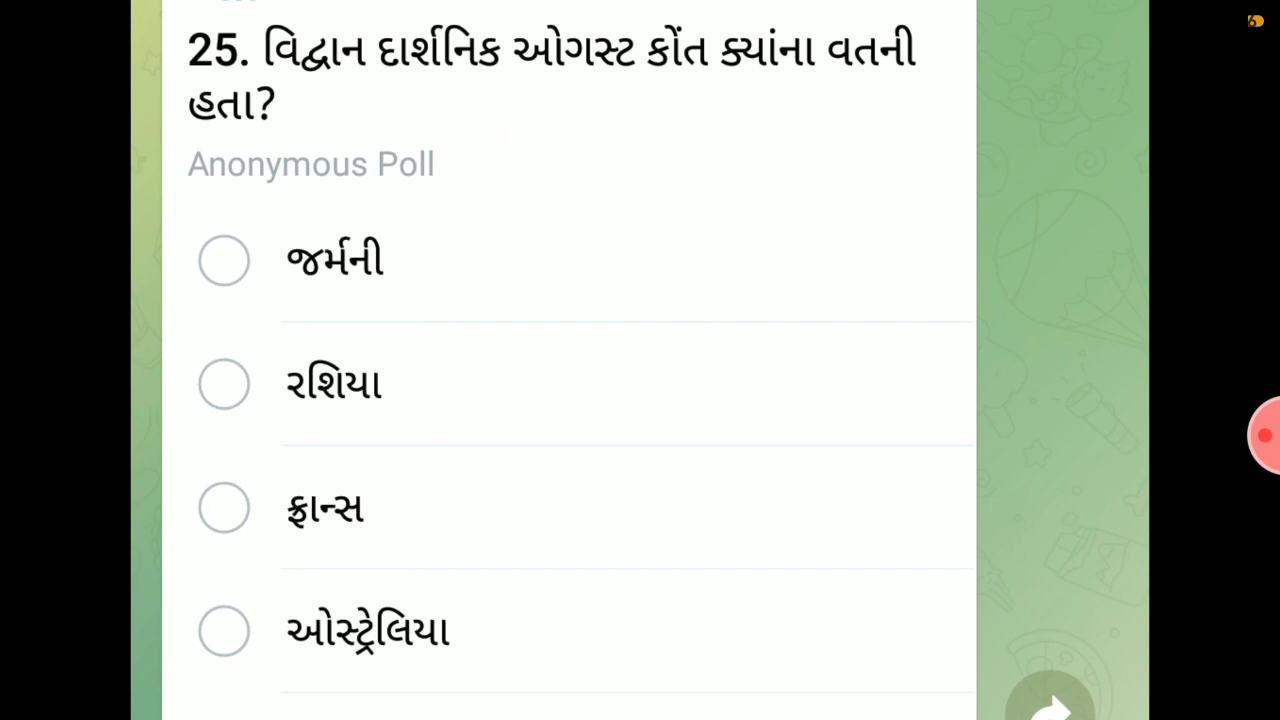 25. વિદ્વાન દાર્શનિક ઓગસ્ટ કોંત ક્યાંના વતની
હતા?
Anonymous Poll
જર્મની
રશિયા
ફ્રાન્સ
ઓસ્ટ્રેલિયા